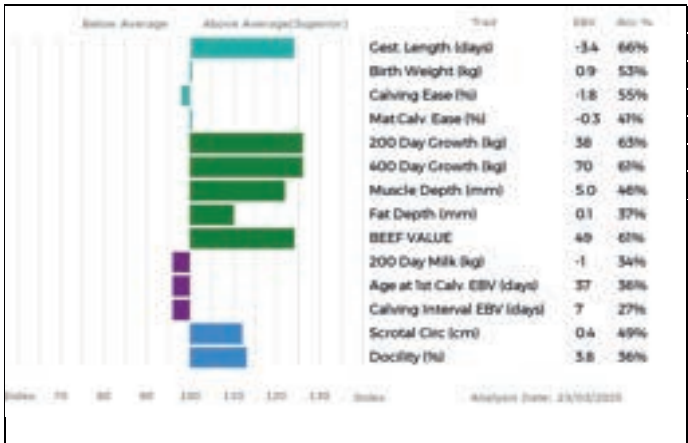 Below Average Above Average(Superior) Trait EBV Acc %
Gest. Length (days) -3.4 66%
Birth Weight (kg) 0.9 53%
Calving Ease (%) -1.8 55%
Mat Calv. Ease (%) -0.3 41%
200 Day Growth (kg) 38 63%
400 Day Growth (kg) 70 61%
Muscle Depth (mm) 5.0 46%
Fat Depth (mm) 0.1 37%
BEEF VALUE 49 61%
200 Day Milk (kg) -1 34%
Age at 1st Calv. EBV (days) 37 36%
Calving Interval EBV (days) 7 27%
Scrotal Circ (cm) 0.4 49%
Docility (%) 3.8 36%
Index 70 80 90 100 110 120 130 Index Analysis Date: